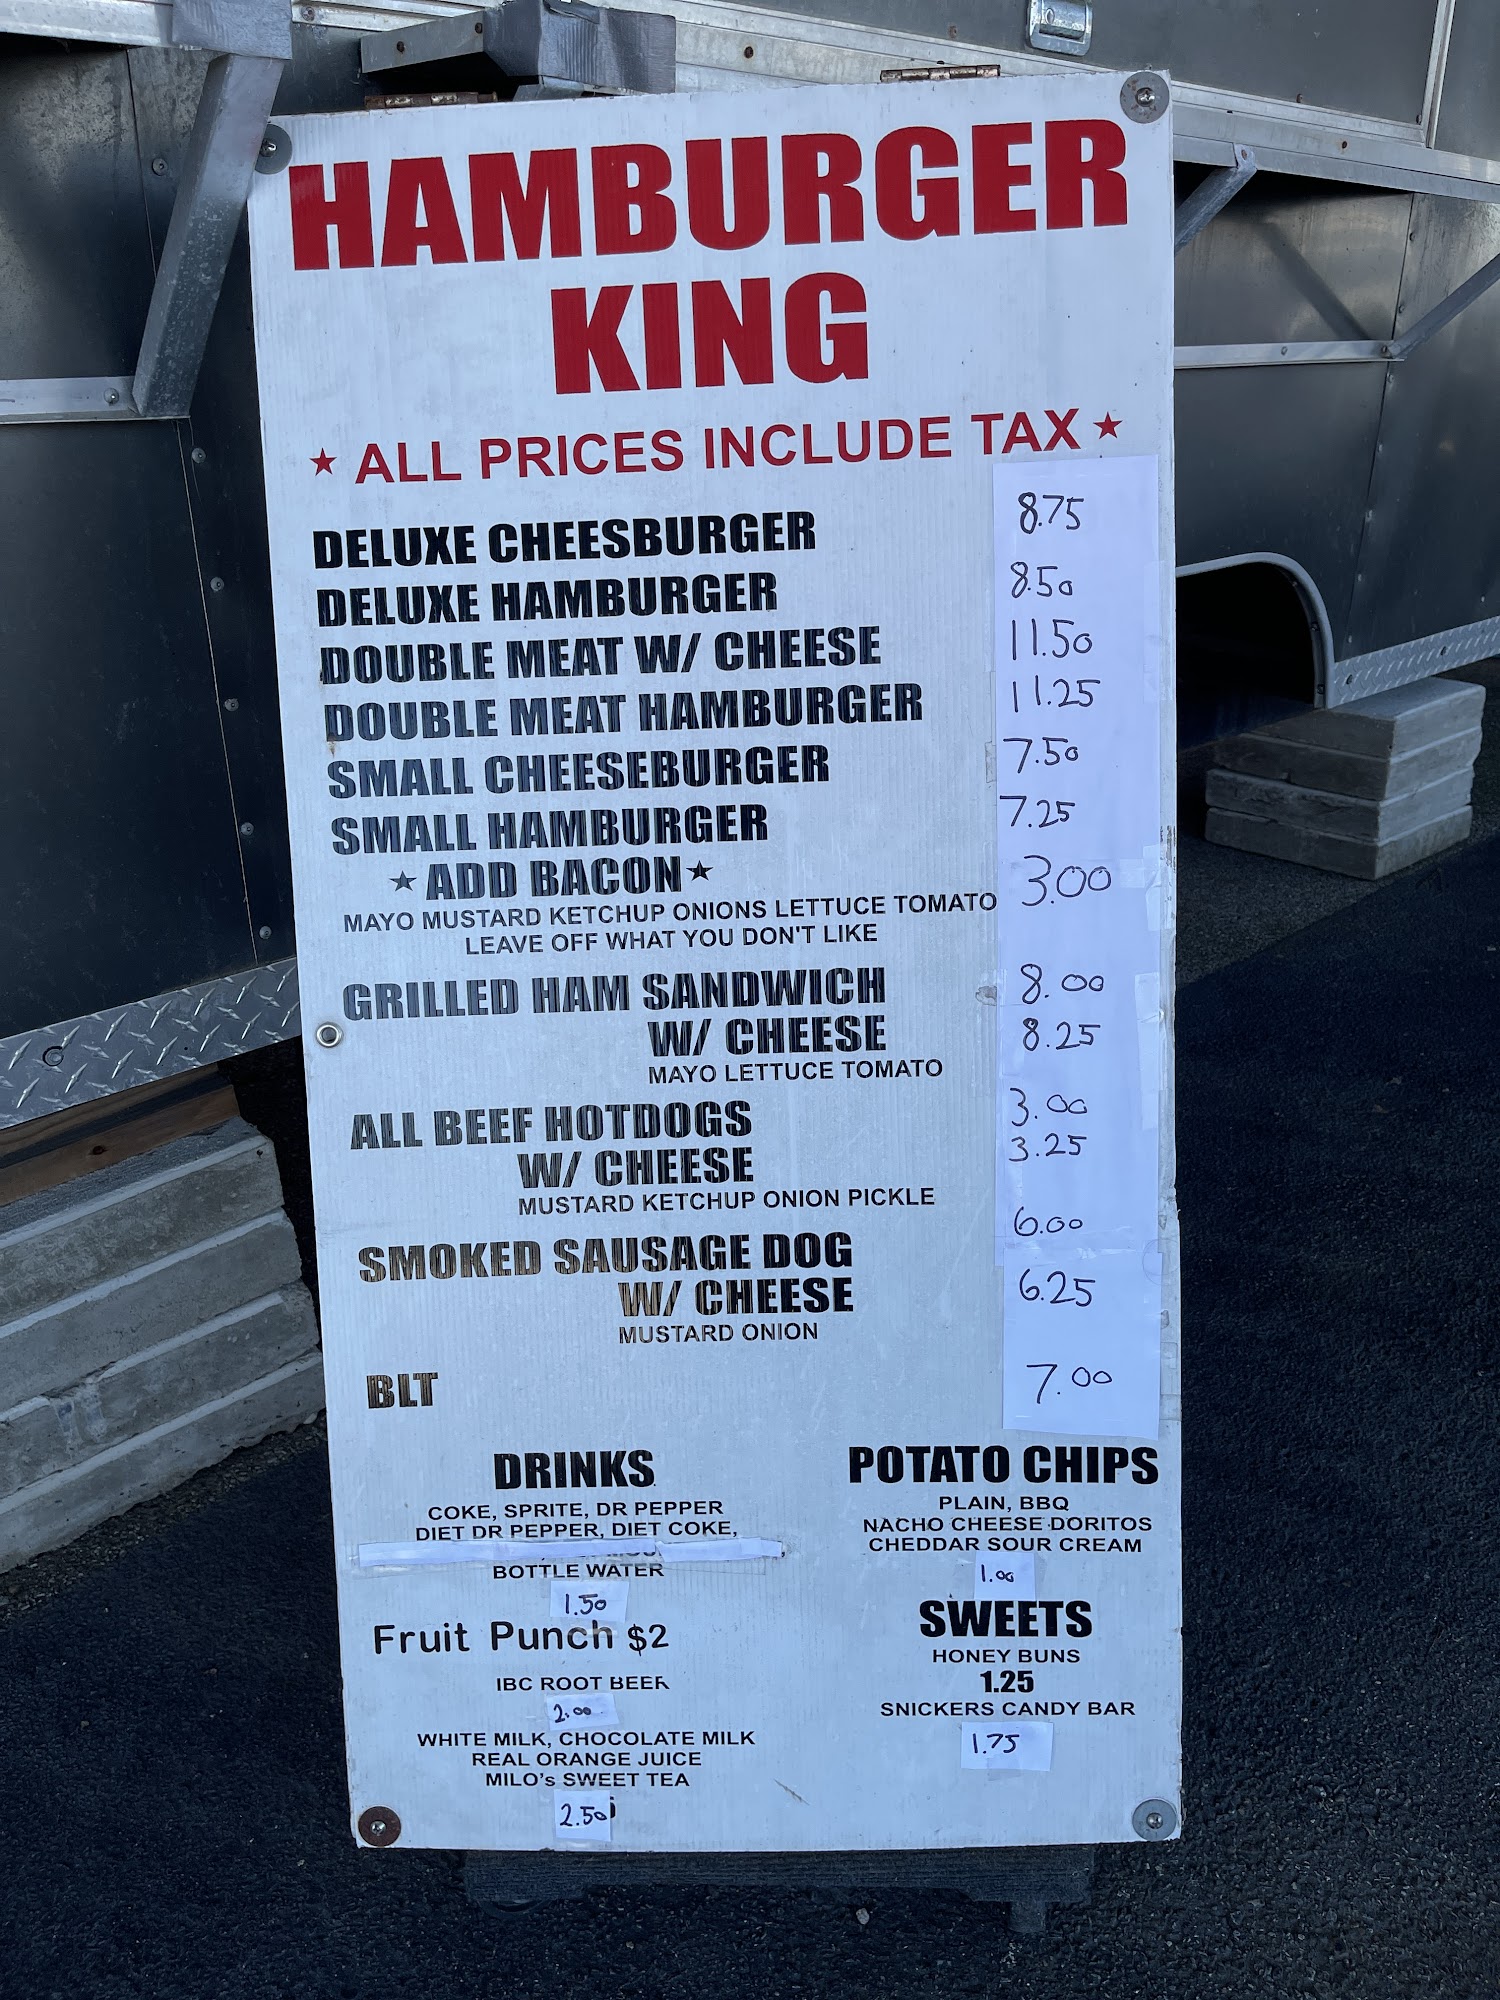 HAMBURGER
KING
★ ALL PRICES INCLUDE TAX ★
DELUXE CHEESBURGER 8.75
DELUXE HAMBURGER 8.50
DOUBLE MEAT W/ CHEESE 11.50
DOUBLE MEAT HAMBURGER 11.25
SMALL CHEESEBURGER 7.50
SMALL HAMBURGER 7.25
★ ADD BACON ★ 3.00
MAYO MUSTARD KETCHUP ONIONS LETTUCE TOMATO
LEAVE OFF WHAT YOU DON'T LIKE
GRILLED HAM SANDWICH 8.00
W/ CHEESE 8.25
MAYO LETTUCE TOMATO
ALL BEEF HOTDOGS 3.00
W/ CHEESE 3.25
MUSTARD KETCHUP ONION PICKLE
SMOKED SAUSAGE DOG 6.00
W/ CHEESE 6.25
MUSTARD ONION
BLT 7.00
DRINKS
COKE, SPRITE, DR PEPPER
DIET DR PEPPER, DIET COKE,
BOTTLE WATER
1.50
Fruit Punch $2
IBC ROOT BEER
2.00
WHITE MILK, CHOCOLATE MILK
REAL ORANGE JUICE
MILO's SWEET TEA
2.50
POTATO CHIPS
PLAIN, BBQ
NACHO CHEESE DORITOS
CHEDDAR SOUR CREAM
1.00
SWEETS
HONEY BUNS
1.25
SNICKERS CANDY BAR
1.75